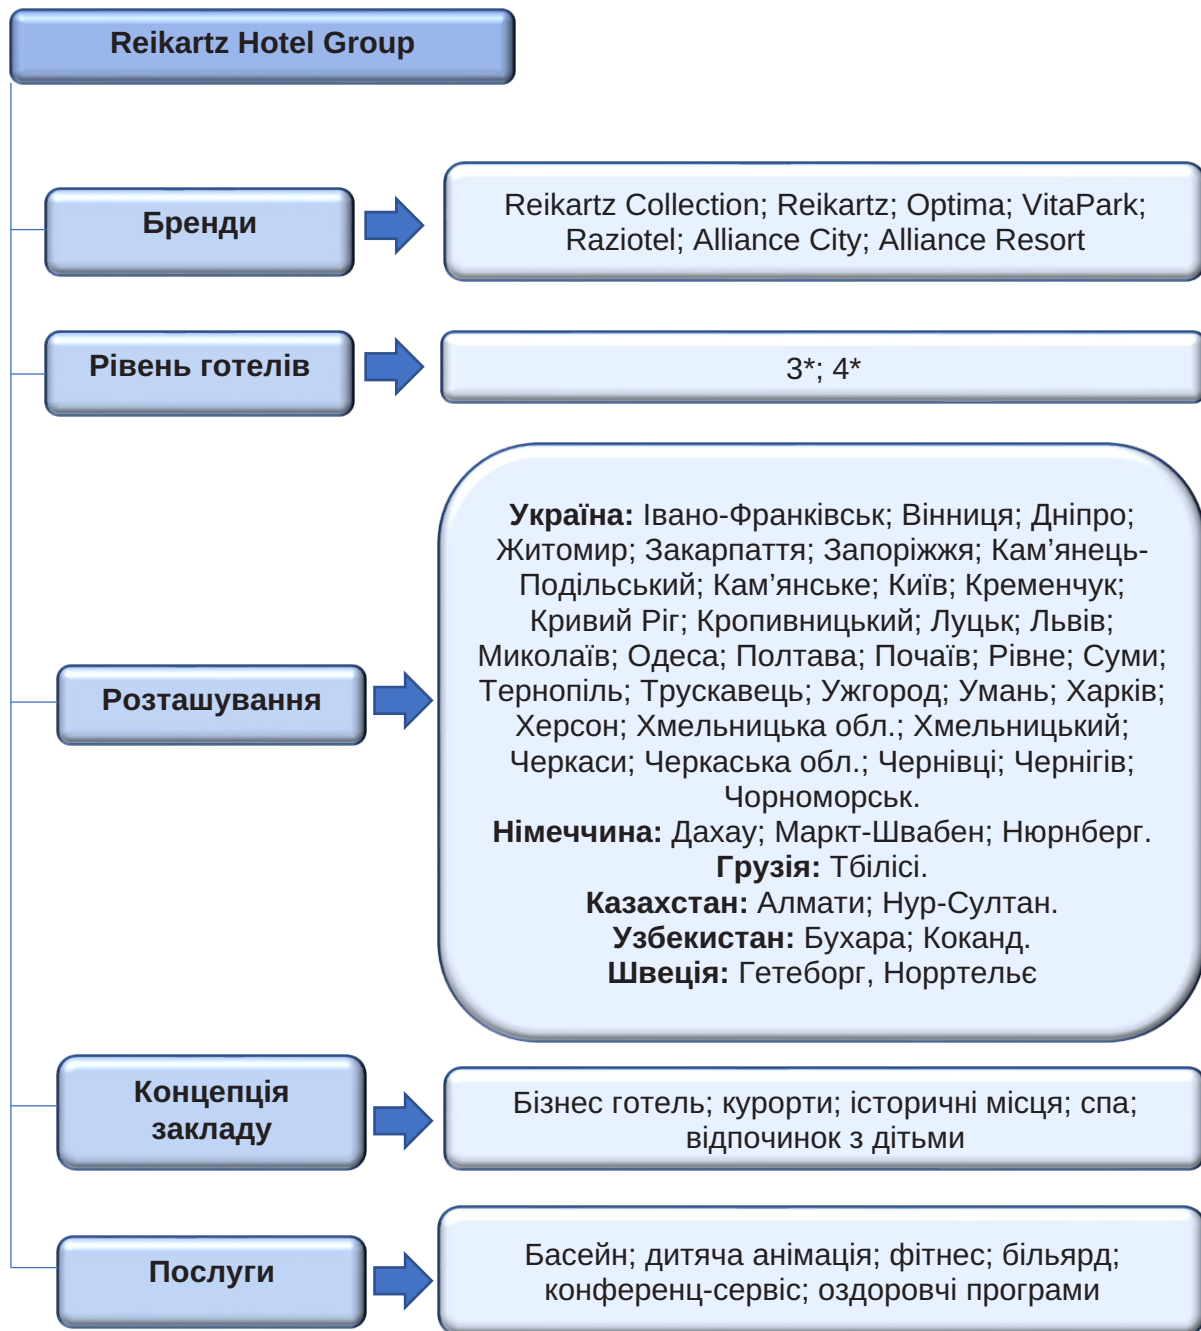 Reikartz Hotel Group
Бренди
Reikartz Collection; Reikartz; Optima; VitaPark;
Raziotel; Alliance City; Alliance Resort
Рівень готелів
3*; 4*
Розташування
Україна: Івано-Франківськ; Вінниця; Дніпро;
Житомир; Закарпаття; Запоріжжя; Кам’янець-
Подільський; Кам’янське; Київ; Кременчук;
Кривий Ріг; Кропивницький; Луцьк; Львів;
Миколаїв; Одеса; Полтава; Почаїв; Рівне; Суми;
Тернопіль; Трускавець; Ужгород; Умань; Харків;
Херсон; Хмельницька обл.; Хмельницький;
Черкаси; Черкаська обл.; Чернівці; Чернігів;
Чорноморськ.
Німеччина: Дахау; Маркт-Швабен; Нюрнберг.
Грузія: Тбілісі.
Казахстан: Алмати; Нур-Султан.
Узбекистан: Бухара; Коканд.
Швеція: Гетеборг, Норртельє
Концепція
закладу
Бізнес готель; курорти; історичні місця; спа;
відпочинок з дітьми
Послуги
Басейн; дитяча анімація; фітнес; більярд;
конференц-сервіс; оздоровчі програми